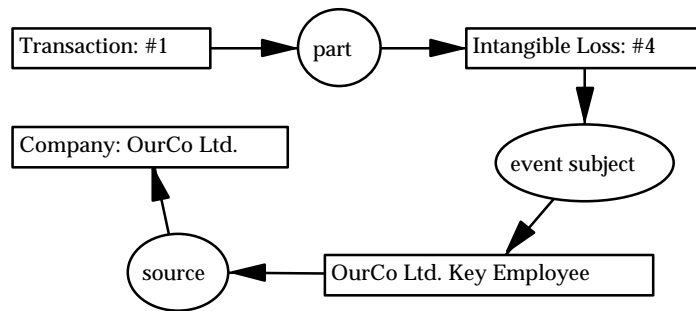 Transaction: #1
part
Intangible Loss: #4
Company: OurCo Ltd.
event subject
source
OurCo Ltd. Key Employee